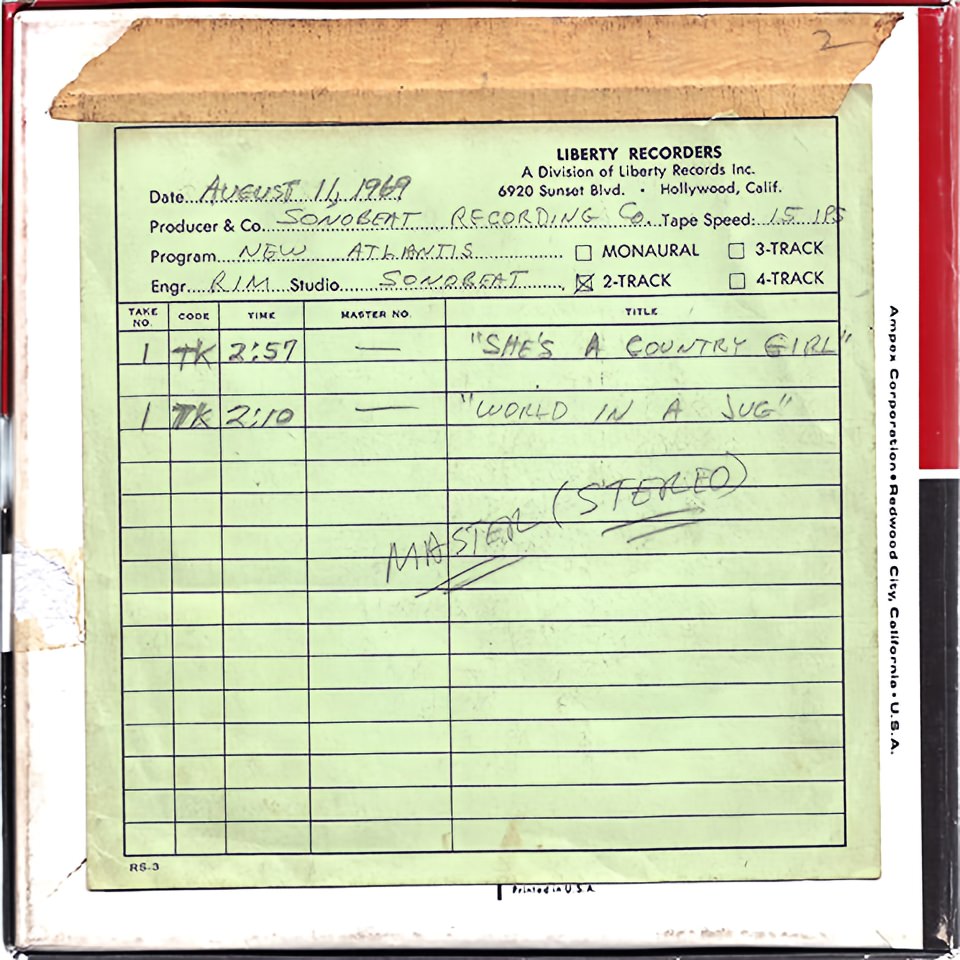 2
LIBERTY RECORDERS
A Division of Liberty Records Inc.
6920 Sunset Blvd. • Hollywood, Calif.
Date AUGUST 11, 1969
Producer & Co. SONOBEAT RECORDING Co. Tape Speed: 15 IPS
Program NEW ATLANTIS ☐ MONAURAL ☐ 3-TRACK
Engr. RIM Studio SONOBEAT ☒ 2-TRACK ☐ 4-TRACK
TAKE NO. CODE TIME MASTER NO. TITLE
1 TK 2:57 — "SHE'S A COUNTRY GIRL"
1 TK 2:10 — "WORLD IN A JUG"
MASTER (STEREO)
RS-3
Printed in U.S.A.
Ampex Corporation • Redwood City, California • U.S.A.